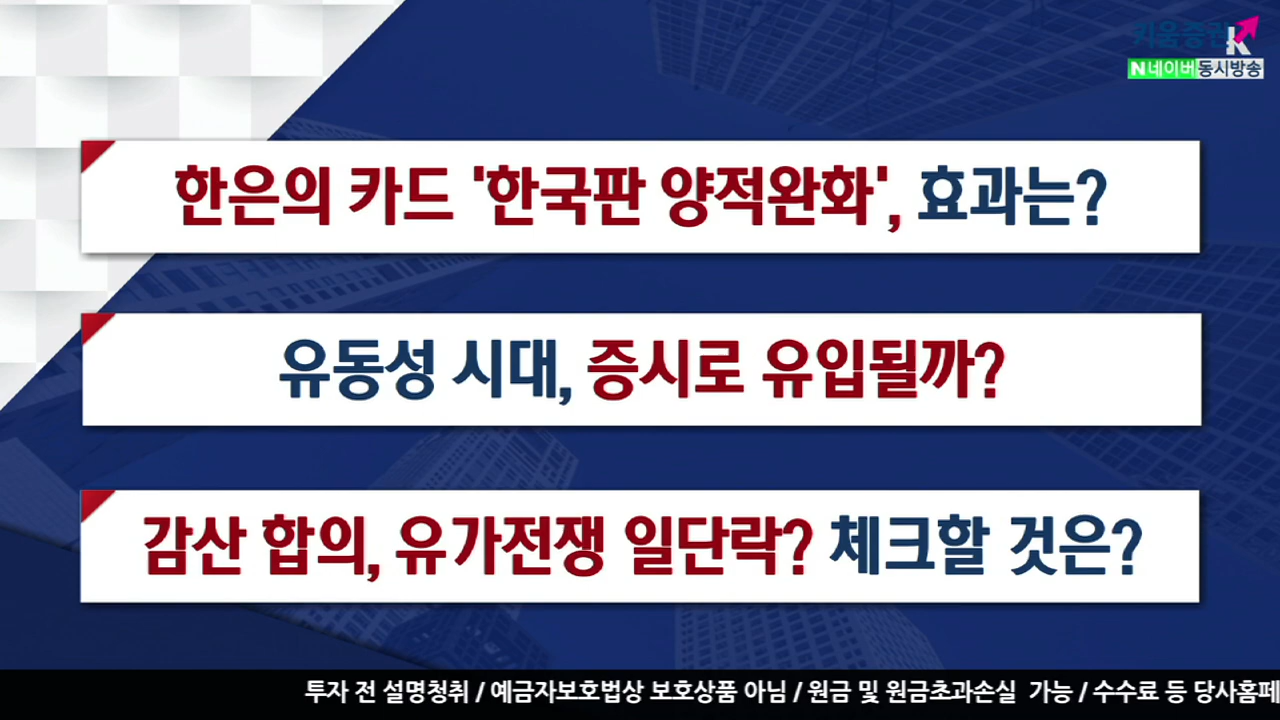 키움증권
N 네이버 동시방송
한은의 카드 '한국판 양적완화', 효과는?
유동성 시대, 증시로 유입될까?
감산 합의, 유가전쟁 일단락? 체크할 것은?
투자 전 설명청취 / 예금자보호법상 보호상품 아님 / 원금 및 원금초과손실 가능 / 수수료 등 당사홈페